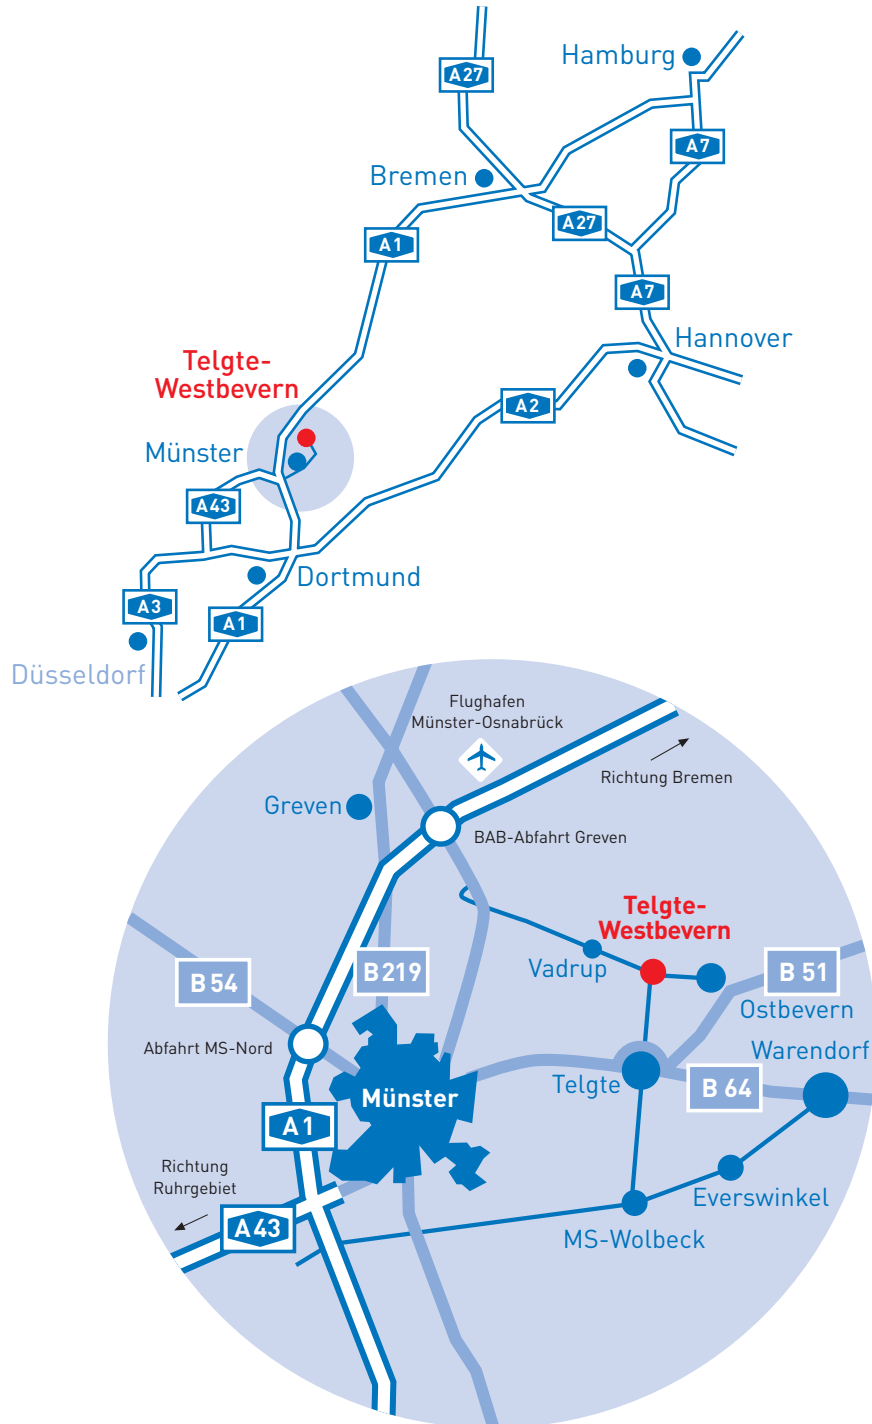 Hamburg
A27
A7
Bremen
A27
A1
A7
Hannover
Telgte-
Westbevern
A2
Münster
A43
Dortmund
A3
A1
Düsseldorf
Flughafen
Münster-Osnabrück
Richtung Bremen
Greven
BAB-Abfahrt Greven
Telgte-
Westbevern
Vadrup
B 54
B219
B 51
Ostbevern
Abfahrt MS-Nord
Warendorf
Telgte
B 64
Münster
A1
Richtung
Ruhrgebiet
Everswinkel
A43
MS-Wolbeck